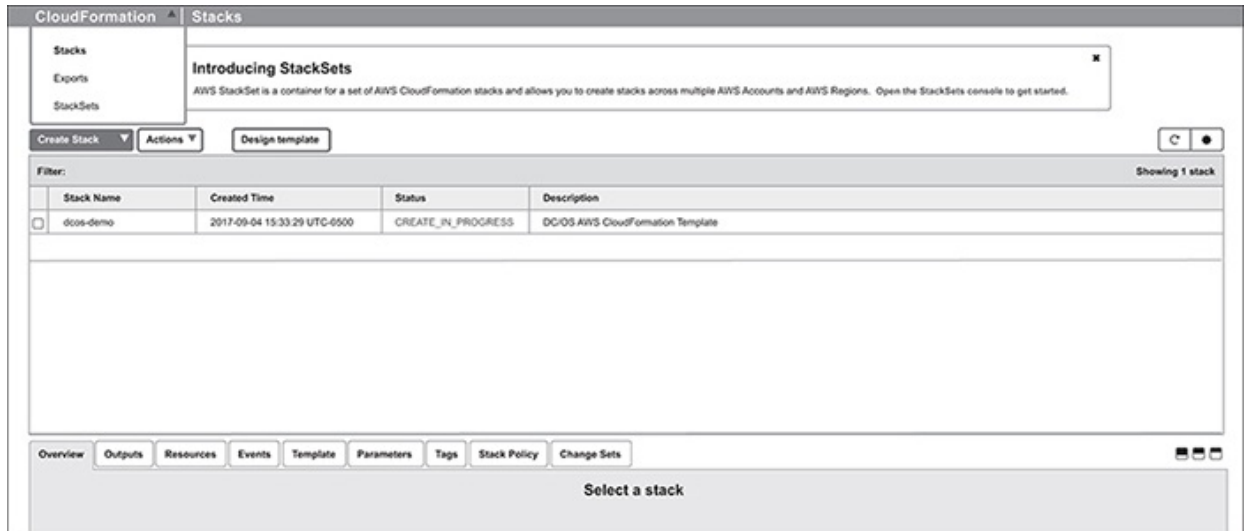 CloudFormation Stacks
Stacks
Exports
StackSets
Introducing StackSets
AWS StackSet is a container for a set of AWS CloudFormation stacks and allows you to create stacks across multiple AWS Accounts and AWS Regions. Open the StackSets console to get started.
Create Stack Actions Design template
Filter: Showing 1 stack
Stack Name Created Time Status Description
dcos-demo 2017-09-04 15:33:29 UTC-0500 CREATE_IN_PROGRESS DC/OS AWS CloudFormation Template
Overview Outputs Resources Events Template Parameters Tags Stack Policy Change Sets
Select a stack